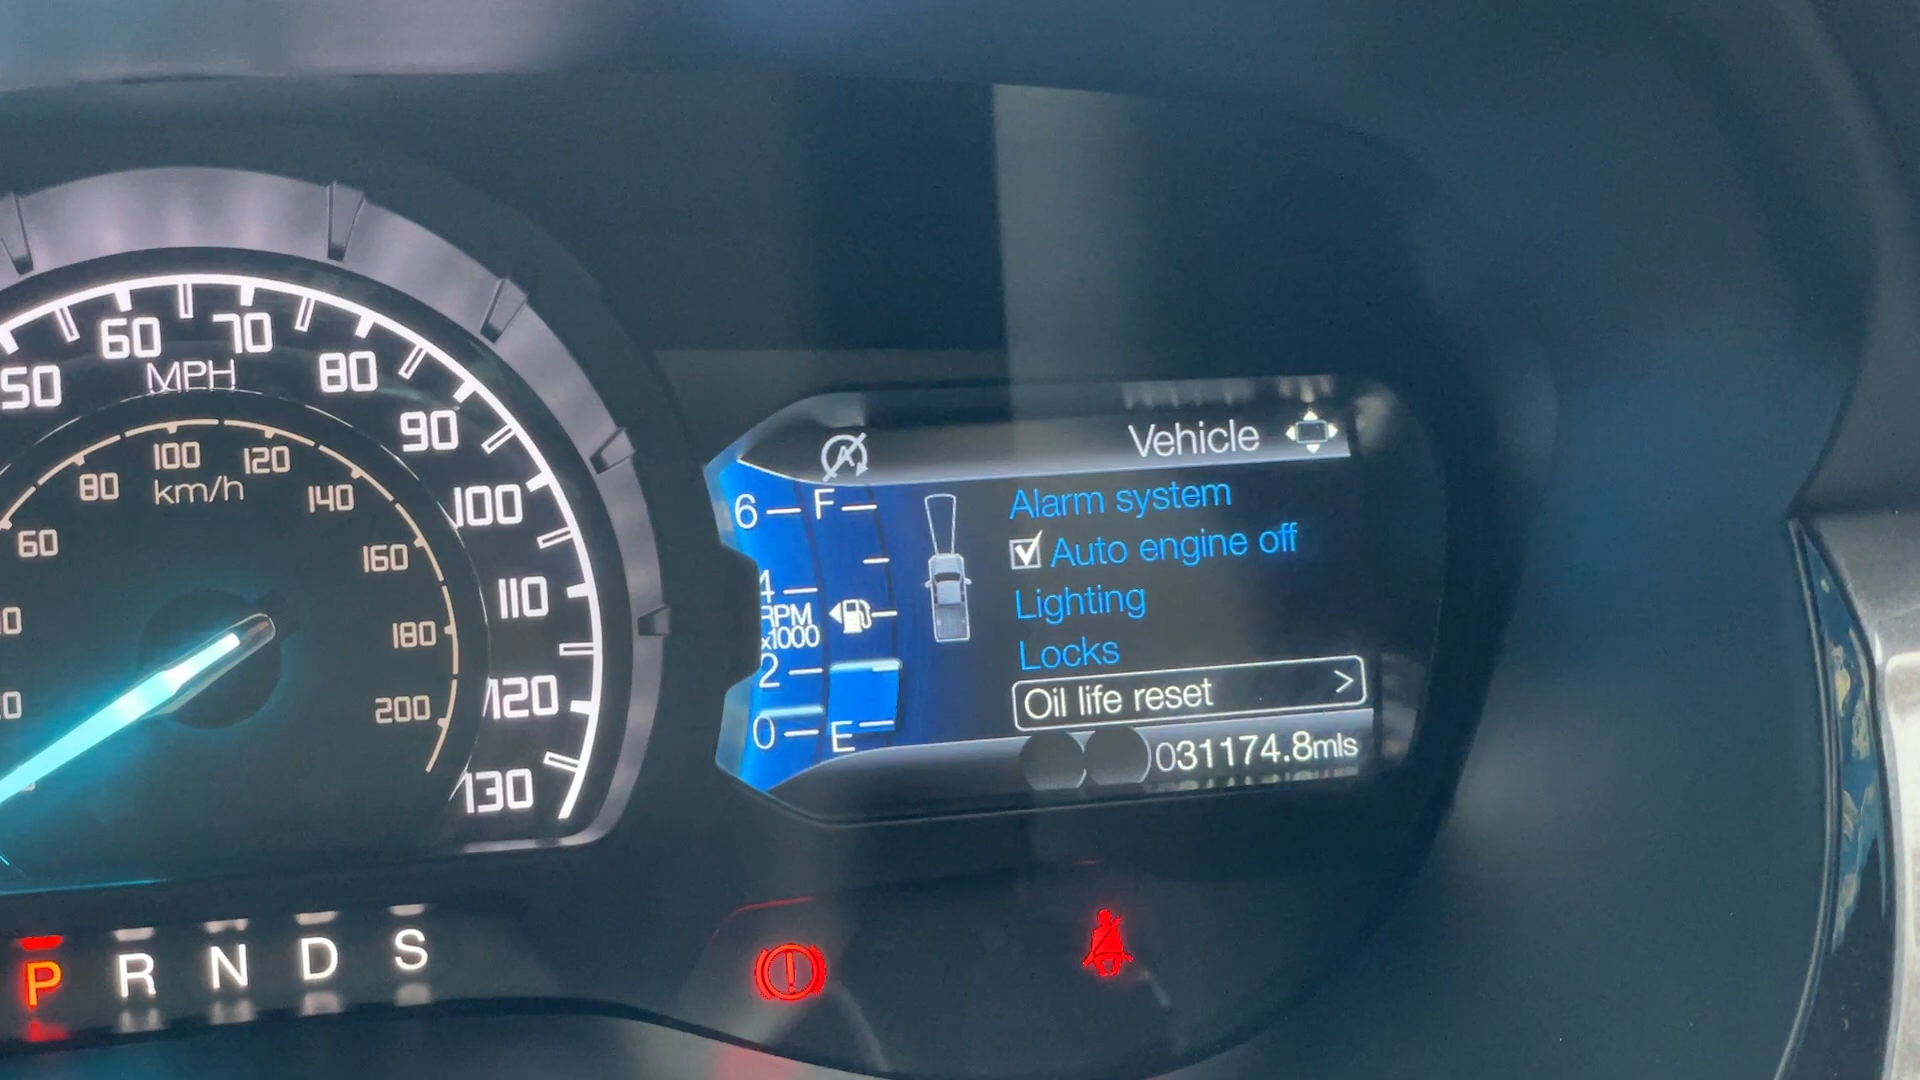 50
60
70
80
90
100
110
120
130
MPH
60
80
100
120
140
160
180
200
km/h
P R N D S
Vehicle
6
4
RPM
x1000
2
0
F
E
Alarm system
Auto engine off
Lighting
Locks
Oil life reset >
031174.8mls